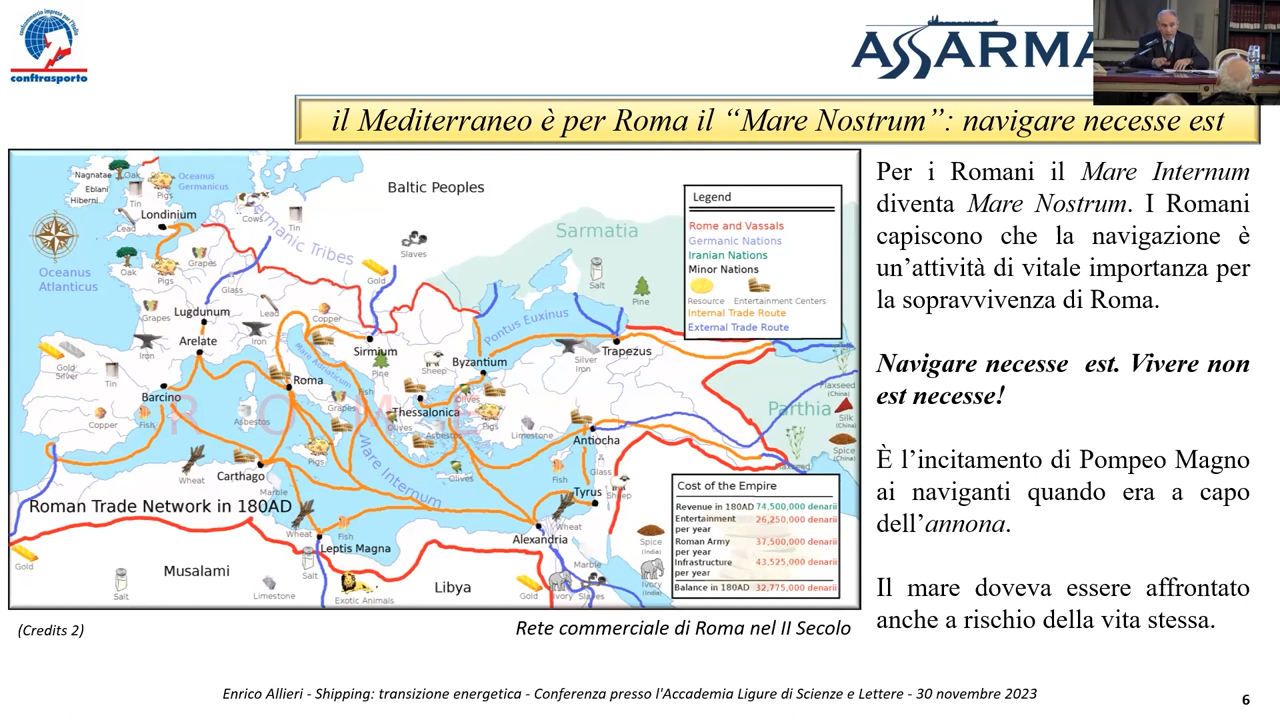 confcommercio imprese per l'italia
conftrasporto
ASSARMA
il Mediterraneo è per Roma il “Mare Nostrum”: navigare necesse est
Nagnatae
Eblani
Hiberni
Oak
Pigs
Tin
Oceanus
Germanicus
Baltic Peoples
Londinium
Lead
Cows
Tin
Germanic Tribes
Slaves
Sarmatia
Oak
Pigs
Grapes
Gold
Salt
Pine
Oceanus
Atlanticus
Glass
Lugdunum
Grapes
Lead
Copper
Pontus Euxinus
Iron
Arelate
Iron
Mare Adriaticum
Sirmium
Pine
Sheep
Byzantium
Silver
Iron
Trapezus
Gold
Silver
Tin
Roma
Fish
Olives
Barcino
Copper
Fish
Asbestos
Grapes
Thessalonica
Olives
Asbestos
Pigs
Limestone
Antiocha
R O M E
Parthia
Flaxseed
(China)
Silk
(China)
Spice
(China)
Flaxseed
Pigs
Mare Internum
Olives
Fish
Glass
Wheat
Carthago
Marble
Tyrus
Sheep
Roman Trade Network in 180AD
Wheat
Fish
Wheat
Alexandria
Leptis Magna
Marble
Spice
(India)
Gold
Musalami
Salt
Salt
Limestone
Exotic Animals
Libya
Gold
Ivory
Slaves
Ivory
(India)
Legend
Rome and Vassals
Germanic Nations
Iranian Nations
Minor Nations
Resource Entertainment Centers
Internal Trade Route
External Trade Route
Cost of the Empire
Revenue in 180AD 74,500,000 denarii
Entertainment 26,250,000 denarii
per year
Roman Army 37,500,000 denarii
per year
Infrastructure 43,525,000 denarii
per year
Balance in 180AD 32,775,000 denarii
(Credits 2)
Rete commerciale di Roma nel II Secolo
Per i Romani il Mare Internum
diventa Mare Nostrum. I Romani
capiscono che la navigazione è
un’attività di vitale importanza per
la sopravvivenza di Roma.
Navigare necesse est. Vivere non
est necesse!
È l’incitamento di Pompeo Magno
ai naviganti quando era a capo
dell’annona.
Il mare doveva essere affrontato
anche a rischio della vita stessa.
Enrico Allieri - Shipping: transizione energetica - Conferenza presso l'Accademia Ligure di Scienze e Lettere - 30 novembre 2023
6